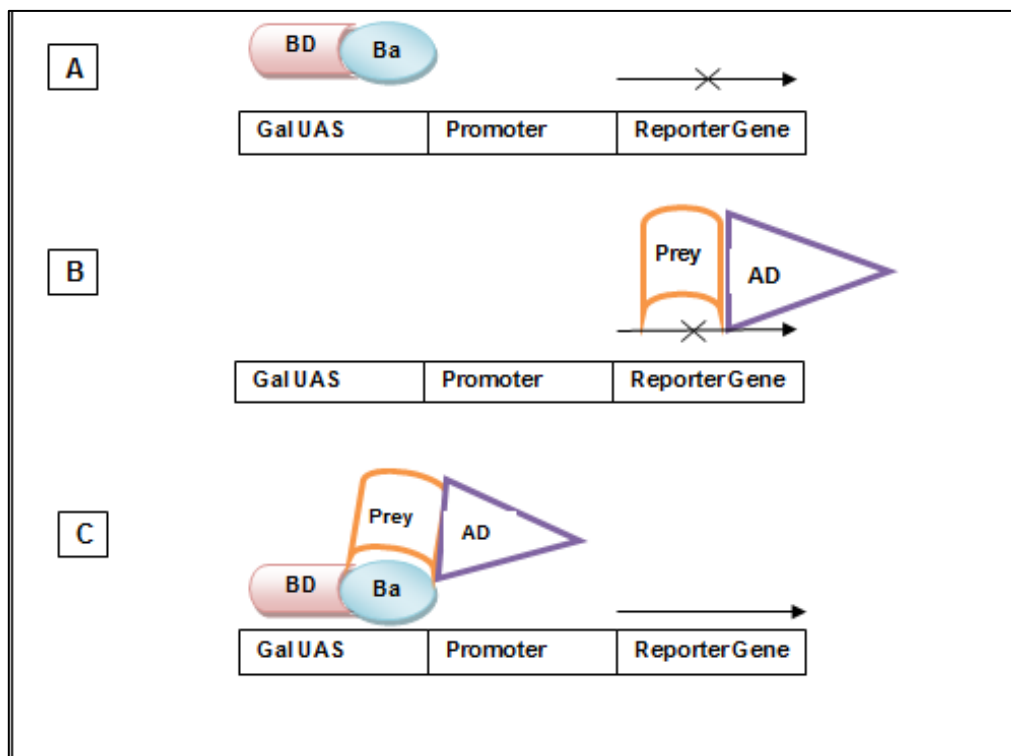 A
BD Ba
Gal UAS Promoter Reporter Gene
B
Prey AD
Gal UAS Promoter Reporter Gene
C
Prey AD
BD Ba
Gal UAS Promoter Reporter Gene